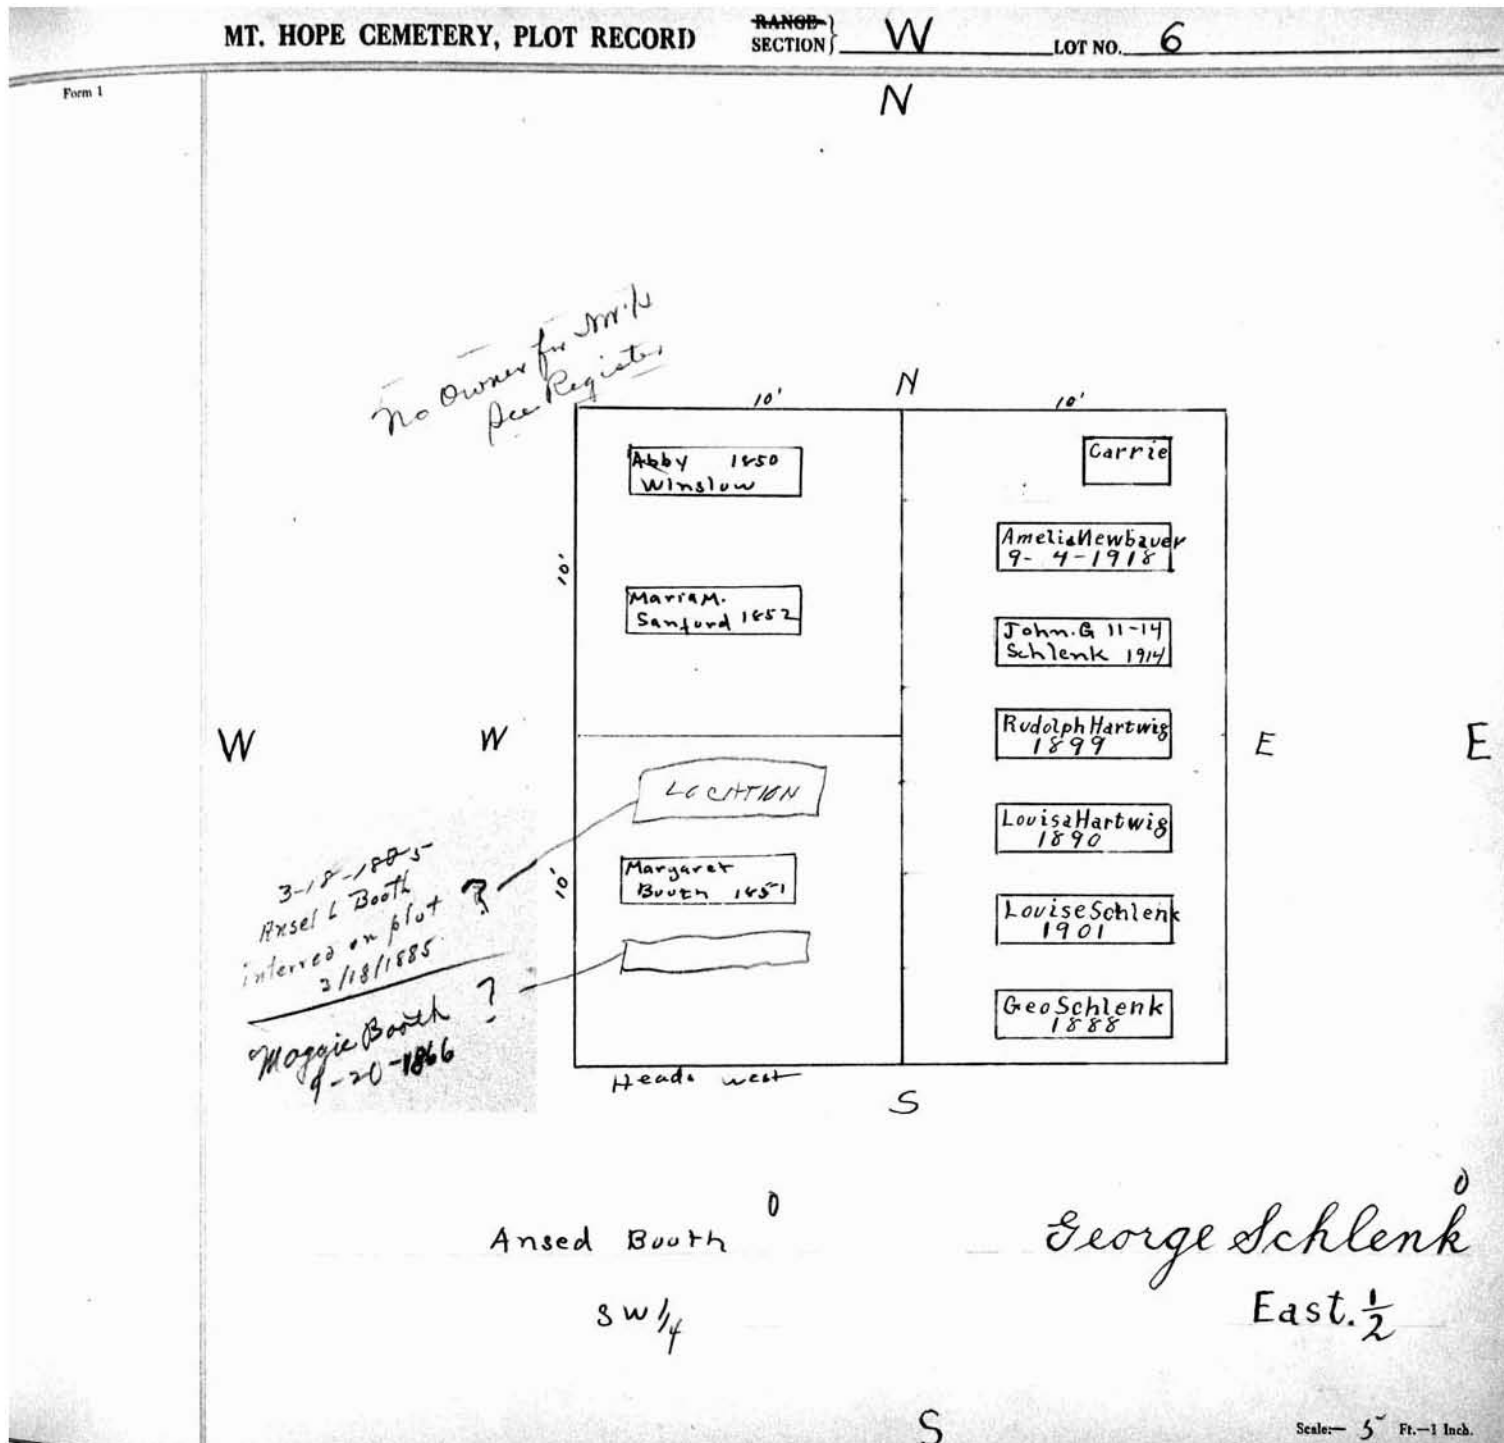 MT. HOPE CEMETERY, PLOT RECORD RANGE SECTION } W LOT NO. 6
Form 1
N
No Owner for NW 1/4
See Register
10' N 10'
Abby 1850
Winslow
Carrie
Amelia Newbauer
9- 4-1918
10'
Maria M.
Sanford 1852
John. G 11-14
Schlenk 1914
Rudolph Hartwig
1899
W W E E
LOCATION
Louisa Hartwig
1890
3-18-1885
Ansel L Booth
interred on plot ?
3/18/1885
10'
Margaret
Booth 1851
Louise Schlenk
1901
Maggie Booth ?
9-20-1866
Geo Schlenk
1888
Heads west
S
0 0
Ansed Booth
George Schlenk
SW 1/4
East. 1/2
S
Scale:— 5 Ft.—1 Inch.